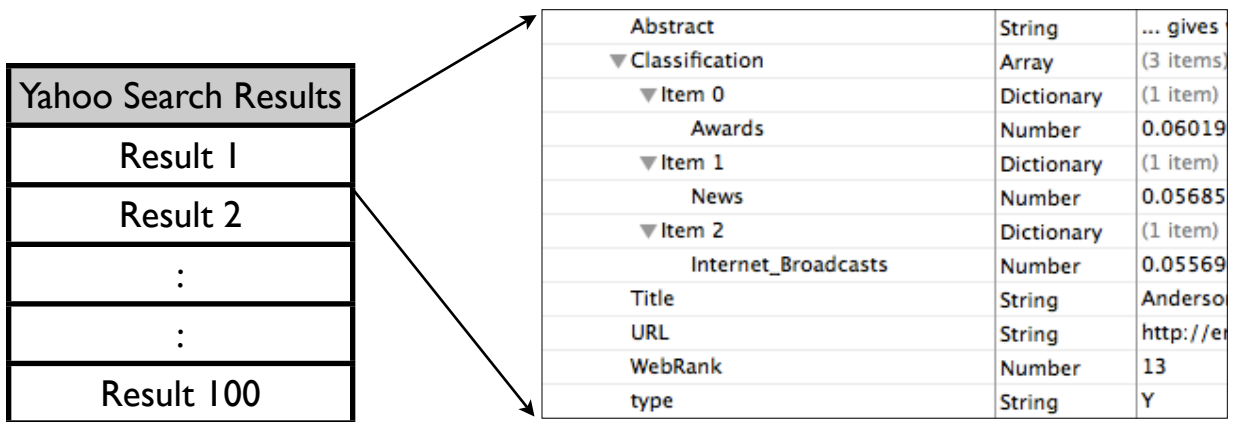 Yahoo Search Results
Result 1
Result 2
:
:
Result 100
Abstract String ... gives
Classification Array (3 items)
Item 0 Dictionary (1 item)
Awards Number 0.06019
Item 1 Dictionary (1 item)
News Number 0.05685
Item 2 Dictionary (1 item)
Internet_Broadcasts Number 0.05569
Title String Anderso
URL String http://e
WebRank Number 13
type String Y